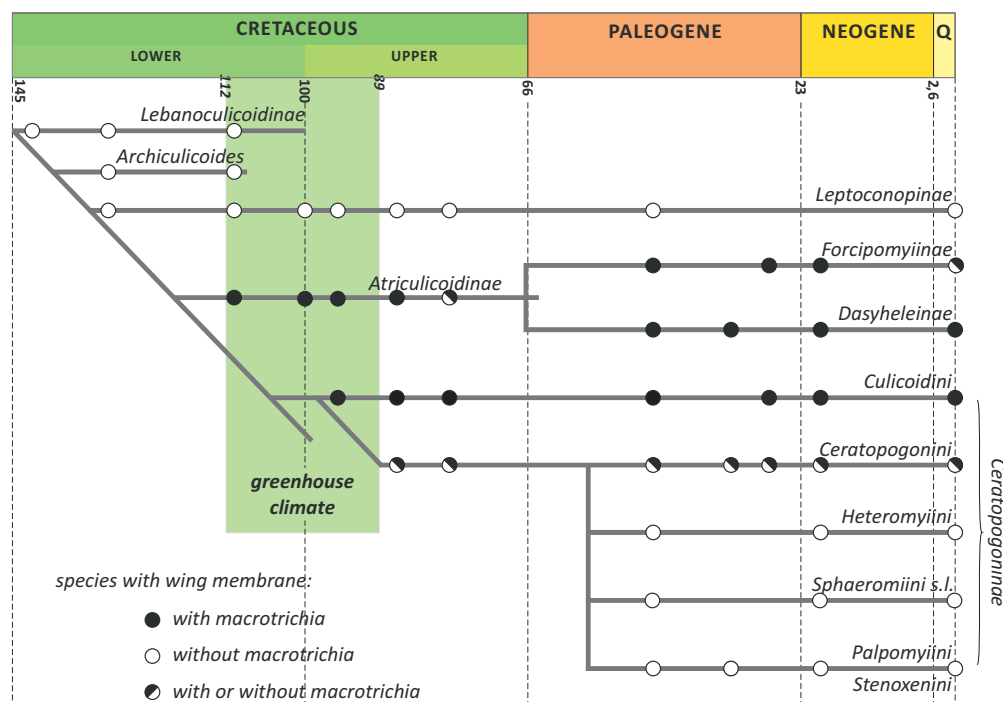 CRETACEOUS
PALEOGENE
NEOGENE
Q
LOWER
UPPER
145
112
100
89
66
23
2,6
Lebanoculicoidinae
Archiculicoides
Leptoconopinae
Forcipomyiinae
Atriculicoidinae
Dasyheleinae
Culicoidini
Ceratopogonini
Ceratopogoninae
greenhouse
climate
Heteromyiini
species with wing membrane:
Sphaeromiini s.l.
with macrotrichia
without macrotrichia
Palpomyiini
Stenoxenini
with or without macrotrichia